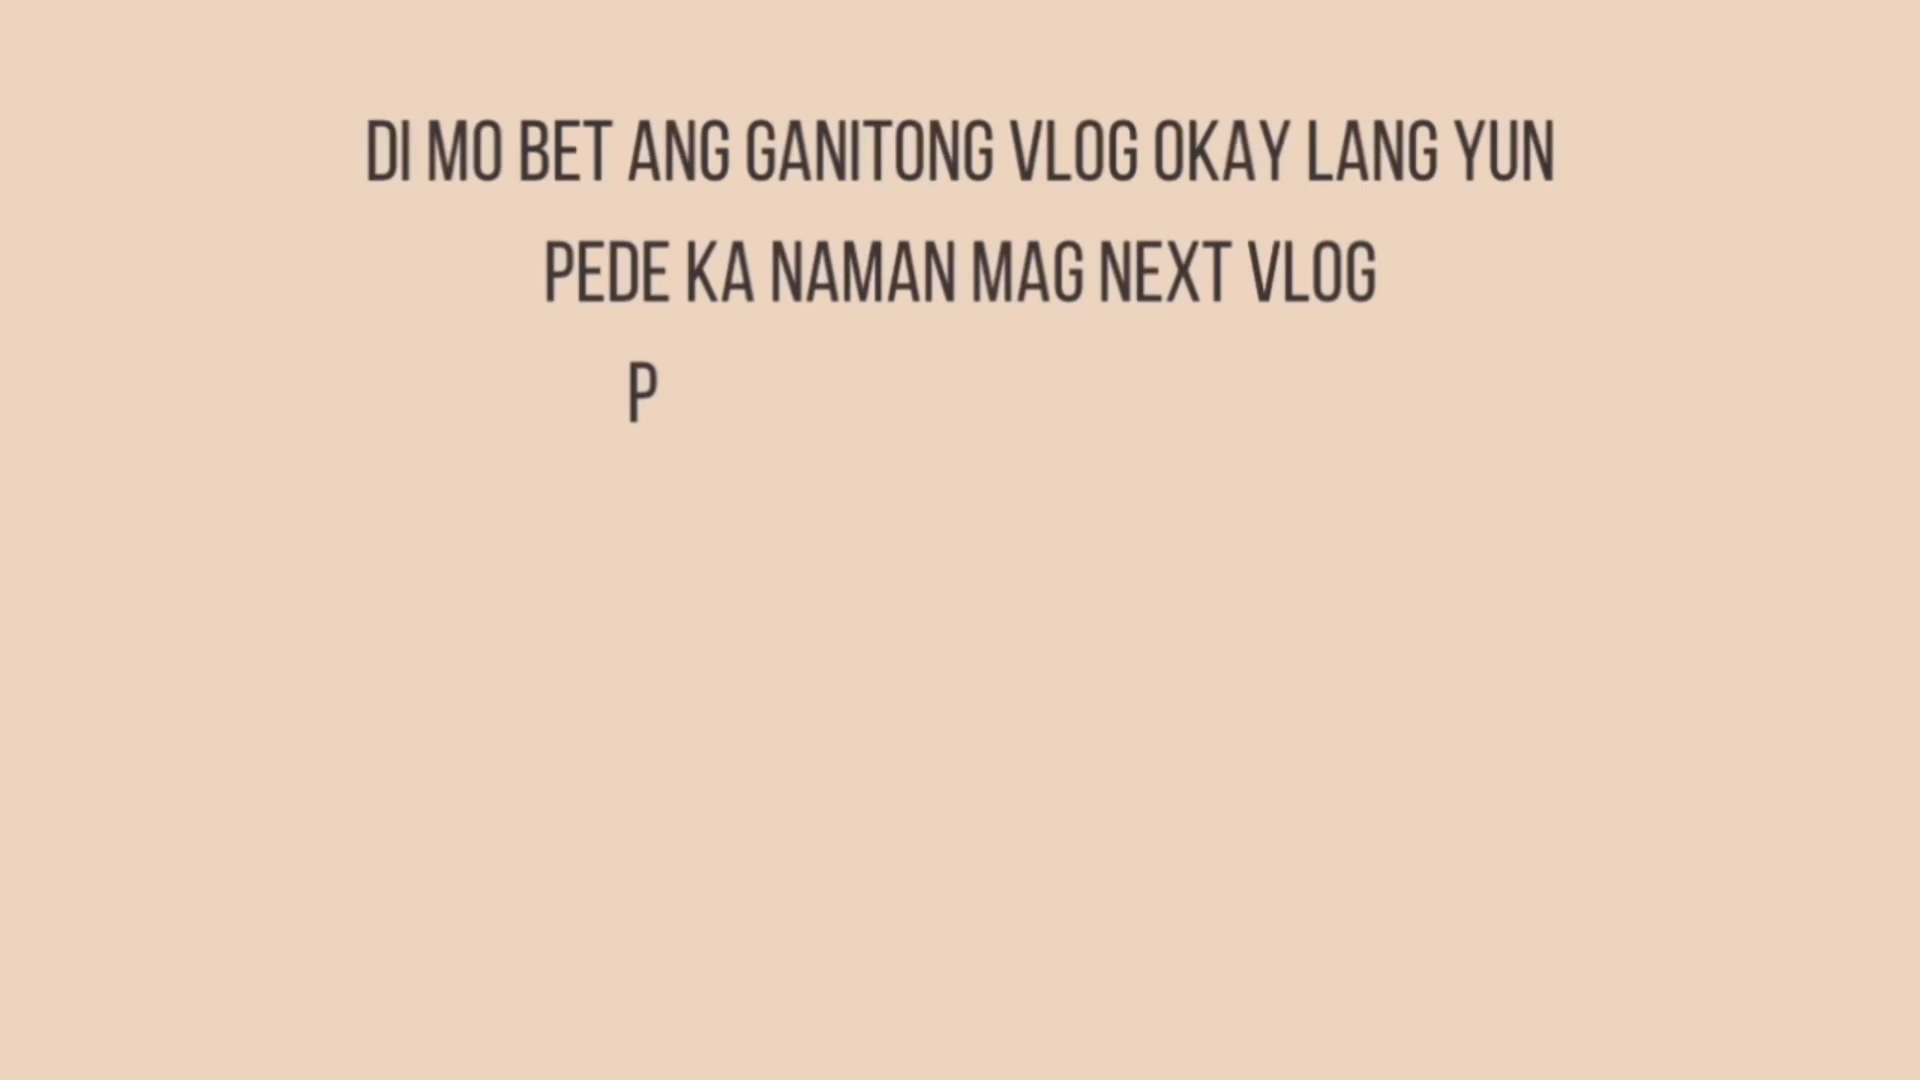 DI MO BET ANG GANITONG VLOG OKAY LANG YUN
PEDE KA NAMAN MAG NEXT VLOG
P